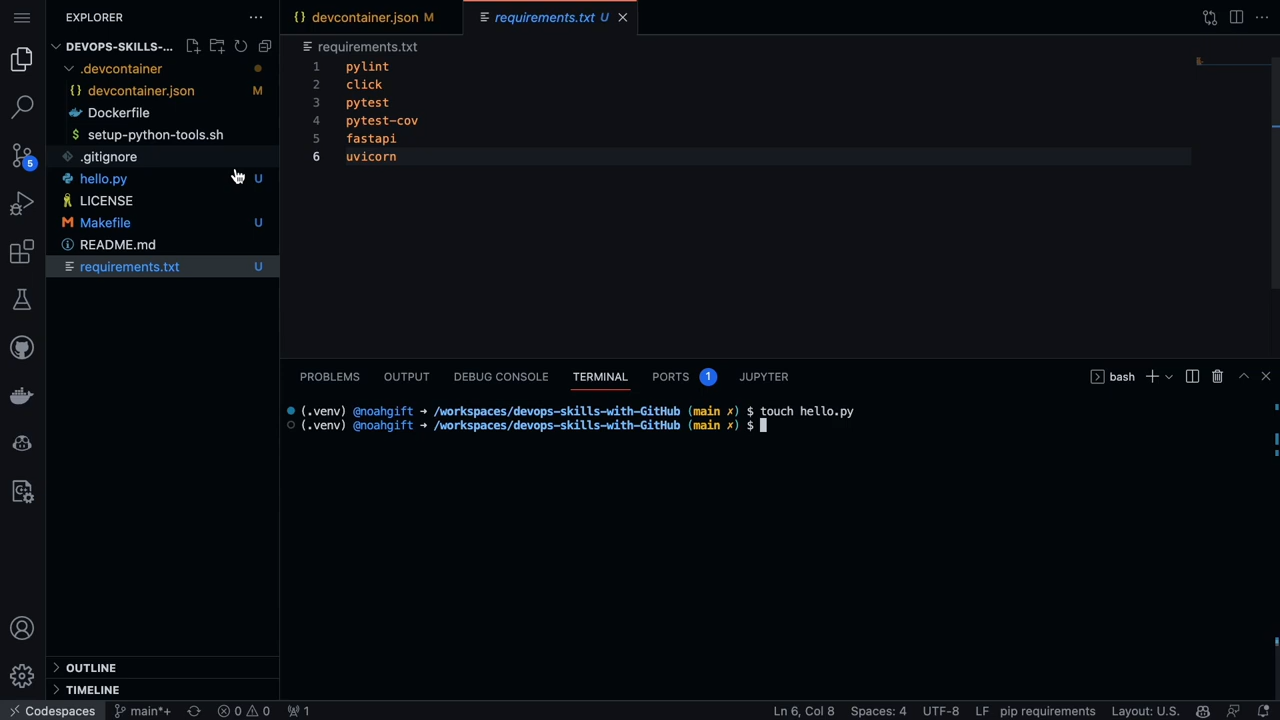 EXPLORER
DEVOPS-SKILLS-...
.devcontainer
devcontainer.json M
Dockerfile
$ setup-python-tools.sh
.gitignore
hello.py U
LICENSE
Makefile U
README.md
requirements.txt U
OUTLINE
TIMELINE
5
devcontainer.json M
requirements.txt U
requirements.txt
1 pylint
2 click
3 pytest
4 pytest-cov
5 fastapi
6 uvicorn
PROBLEMS OUTPUT DEBUG CONSOLE TERMINAL PORTS 1 JUPYTER
bash
(.venv) @noahgift → /workspaces/devops-skills-with-GitHub (main ✗) $ touch hello.py
(.venv) @noahgift → /workspaces/devops-skills-with-GitHub (main ✗) $
Codespaces main*+ 0 0 1 Ln 6, Col 8 Spaces: 4 UTF-8 LF pip requirements Layout: U.S.